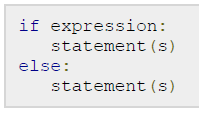 if expression:
   statement(s)
else:
   statement(s)